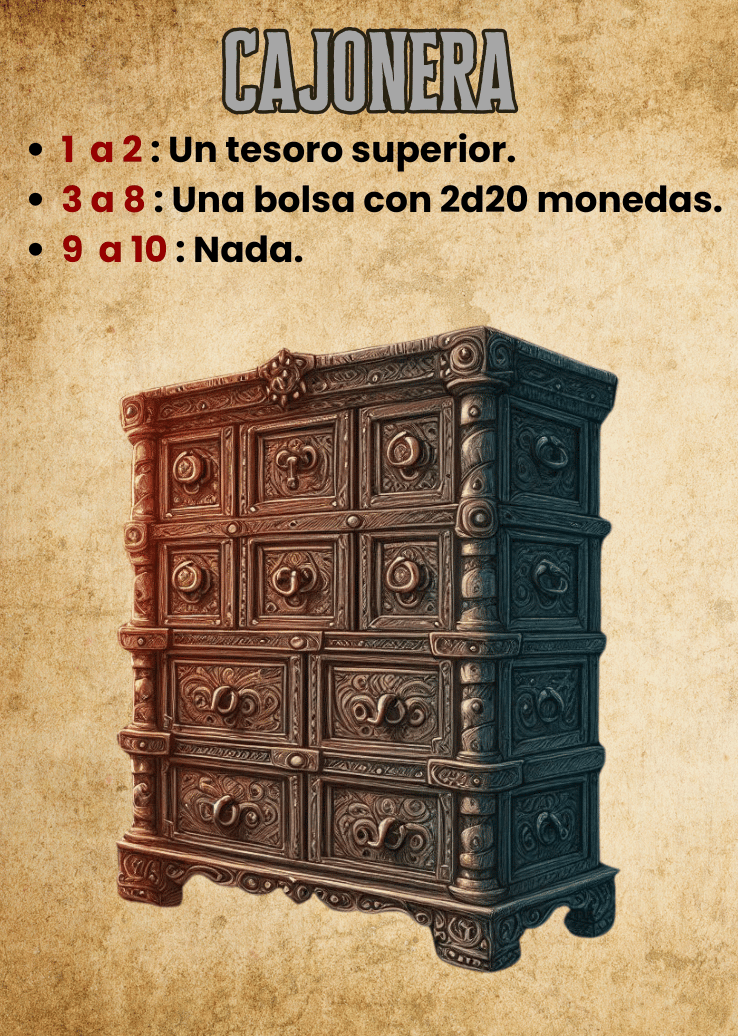 CAJONERA
• 1 a 2 : Un tesoro superior.
• 3 a 8 : Una bolsa con 2d20 monedas.
• 9 a 10 : Nada.